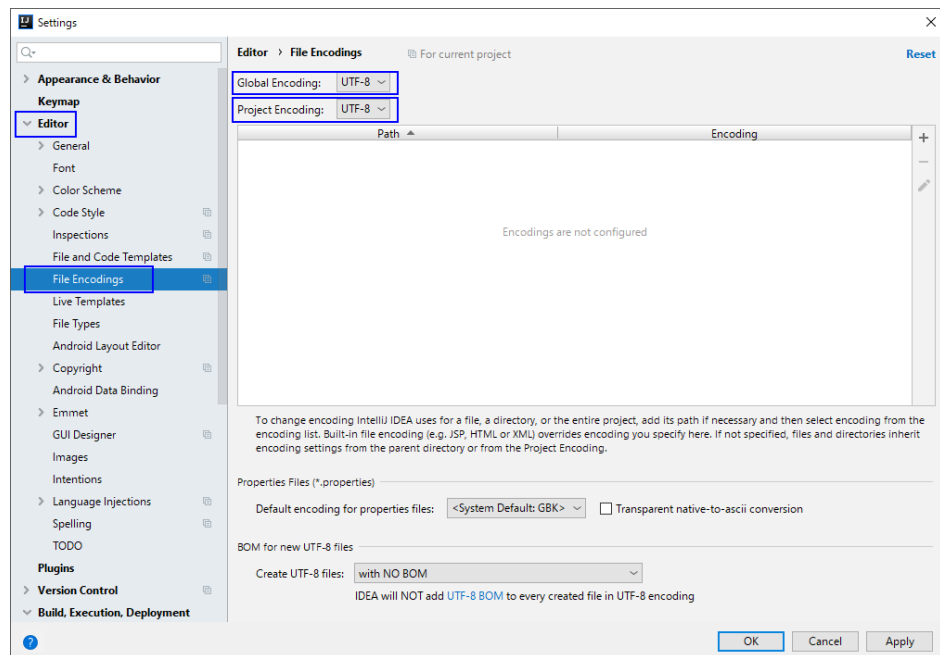 Settings
Editor › File Encodings For current project Reset
Appearance & Behavior
Keymap
Editor
General
Font
Color Scheme
Code Style
Inspections
File and Code Templates
File Encodings
Live Templates
File Types
Android Layout Editor
Copyright
Android Data Binding
Emmet
GUI Designer
Images
Intentions
Language Injections
Spelling
TODO
Plugins
Version Control
Build, Execution, Deployment
Global Encoding: UTF-8
Project Encoding: UTF-8
Path Encoding
Encodings are not configured
To change encoding IntelliJ IDEA uses for a file, a directory, or the entire project, add its path if necessary and then select encoding from the
encoding list. Built-in file encoding (e.g. JSP, HTML or XML) overrides encoding you specify here. If not specified, files and directories inherit
encoding settings from the parent directory or from the Project Encoding.
Properties Files (*.properties)
Default encoding for properties files: <System Default: GBK> Transparent native-to-ascii conversion
BOM for new UTF-8 files
Create UTF-8 files: with NO BOM
IDEA will NOT add UTF-8 BOM to every created file in UTF-8 encoding
? OK Cancel Apply